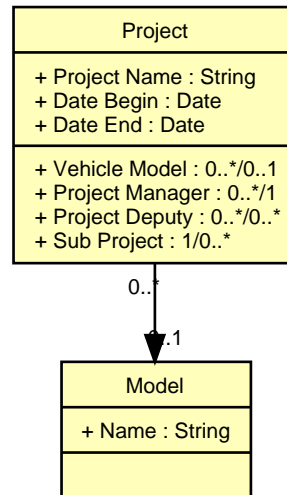 Project
+ Project Name : String
+ Date Begin : Date
+ Date End : Date
+ Vehicle Model : 0..*/0..1
+ Project Manager : 0..*/1
+ Project Deputy : 0..*/0..*
+ Sub Project : 1/0..*
0..*
0..1
Model
+ Name : String